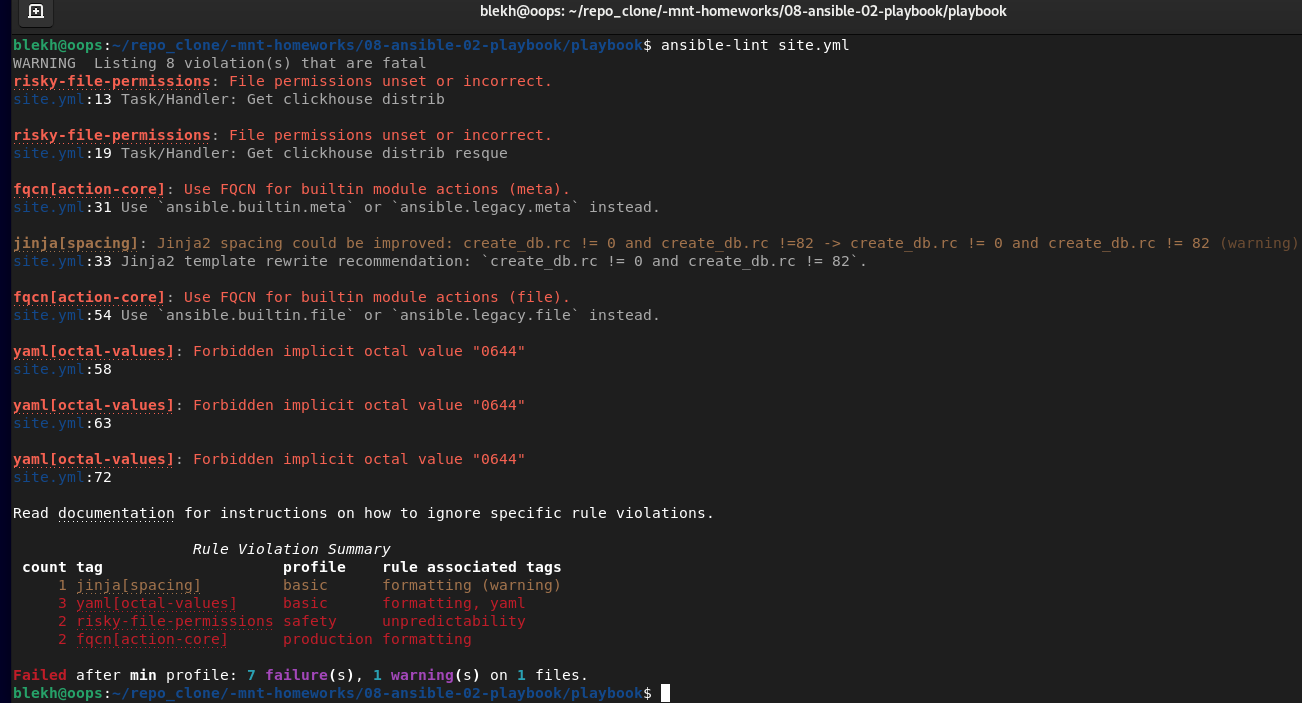 blekh@oops: ~/repo_clone/-mnt-homeworks/08-ansible-02-playbook/playbook
blekh@oops:~/repo_clone/-mnt-homeworks/08-ansible-02-playbook/playbook$ ansible-lint site.yml
WARNING  Listing 8 violation(s) that are fatal
risky-file-permissions: File permissions unset or incorrect.
site.yml:13 Task/Handler: Get clickhouse distrib
risky-file-permissions: File permissions unset or incorrect.
site.yml:19 Task/Handler: Get clickhouse distrib resque
fqcn[action-core]: Use FQCN for builtin module actions (meta).
site.yml:31 Use `ansible.builtin.meta` or `ansible.legacy.meta` instead.
jinja[spacing]: Jinja2 spacing could be improved: create_db.rc != 0 and create_db.rc !=82 -> create_db.rc != 0 and create_db.rc != 82 (warning)
site.yml:33 Jinja2 template rewrite recommendation: `create_db.rc != 0 and create_db.rc != 82`.
fqcn[action-core]: Use FQCN for builtin module actions (file).
site.yml:54 Use `ansible.builtin.file` or `ansible.legacy.file` instead.
yaml[octal-values]: Forbidden implicit octal value "0644"
site.yml:58
yaml[octal-values]: Forbidden implicit octal value "0644"
site.yml:63
yaml[octal-values]: Forbidden implicit octal value "0644"
site.yml:72
Read documentation for instructions on how to ignore specific rule violations.
Rule Violation Summary
count tag profile rule associated tags
1 jinja[spacing] basic formatting (warning)
3 yaml[octal-values] basic formatting, yaml
2 risky-file-permissions safety unpredictability
2 fqcn[action-core] production formatting
Failed after min profile: 7 failure(s), 1 warning(s) on 1 files.
blekh@oops:~/repo_clone/-mnt-homeworks/08-ansible-02-playbook/playbook$